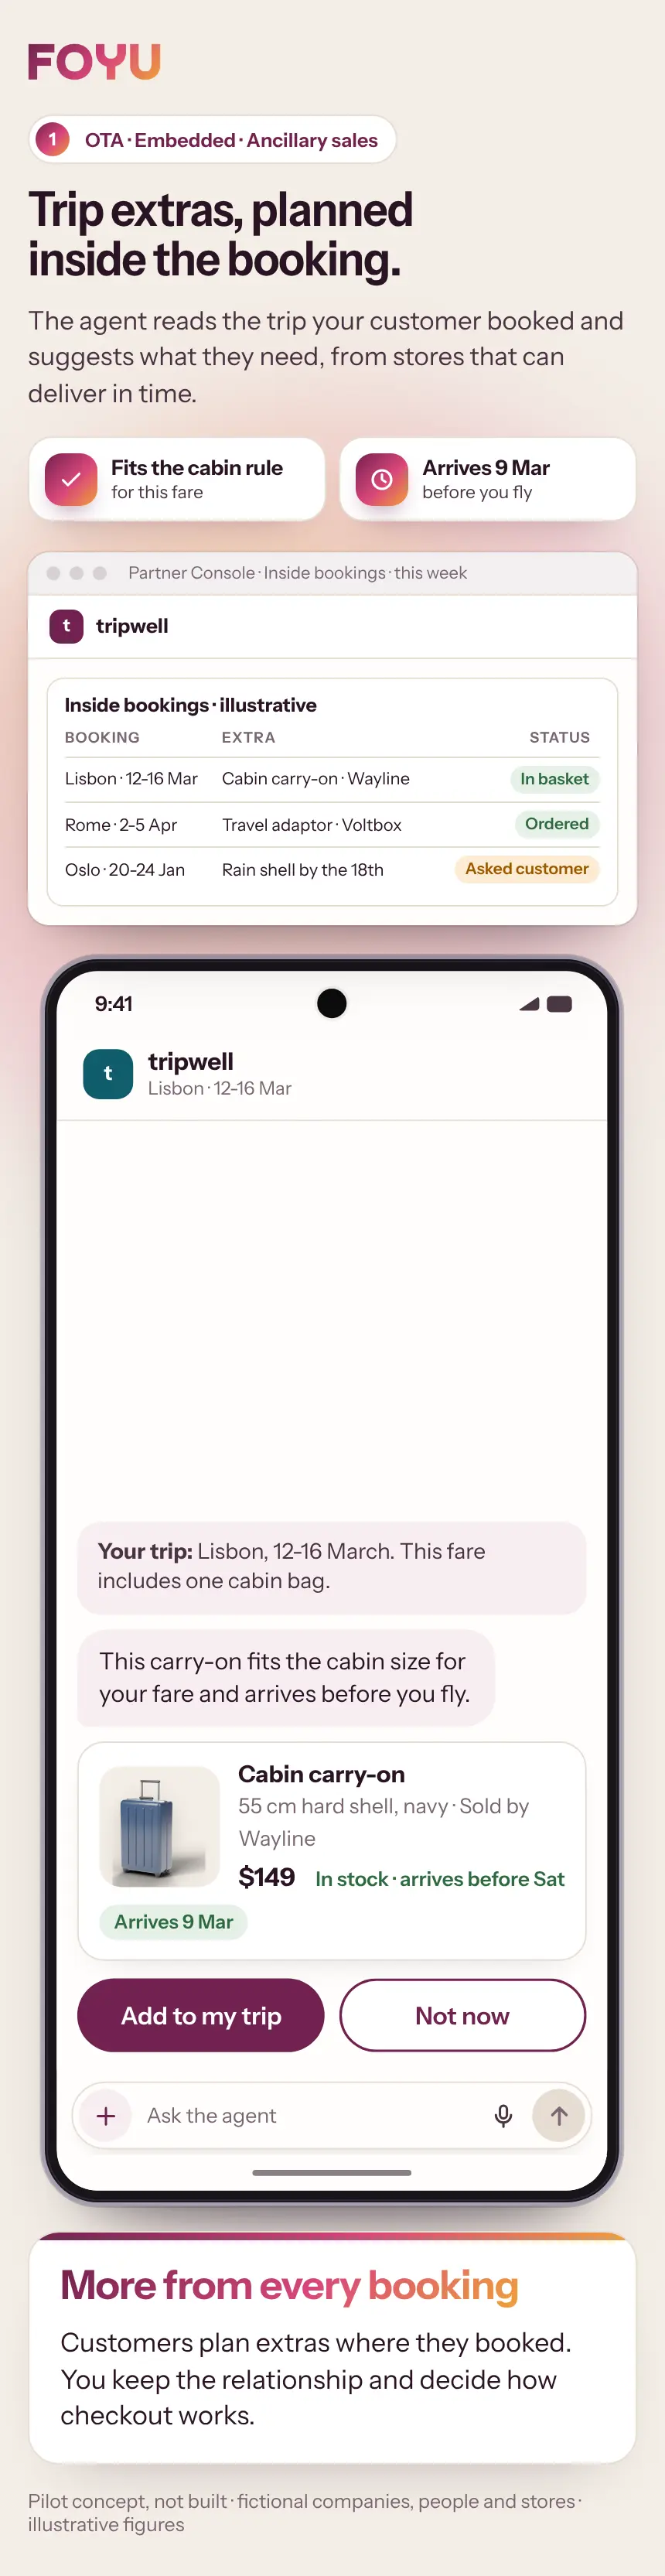 FOYU
1 OTA · Embedded · Ancillary sales
Trip extras, planned
inside the booking.
The agent reads the trip your customer booked and
suggests what they need, from stores that can
deliver in time.
Fits the cabin rule
for this fare
Arrives 9 Mar
before you fly
Partner Console · Inside bookings · this week
t tripwell
Inside bookings · illustrative
BOOKING EXTRA STATUS
Lisbon · 12-16 Mar Cabin carry-on · Wayline In basket
Rome · 2-5 Apr Travel adaptor · Voltbox Ordered
Oslo · 20-24 Jan Rain shell by the 18th Asked customer
9:41
t tripwell
Lisbon · 12-16 Mar
Your trip: Lisbon, 12-16 March. This fare
includes one cabin bag.
This carry-on fits the cabin size for
your fare and arrives before you fly.
Cabin carry-on
55 cm hard shell, navy · Sold by
Wayline
$149 In stock · arrives before Sat
Arrives 9 Mar
Add to my trip Not now
Ask the agent
More from every booking
Customers plan extras where they booked.
You keep the relationship and decide how
checkout works.
Pilot concept, not built · fictional companies, people and stores ·
illustrative figures